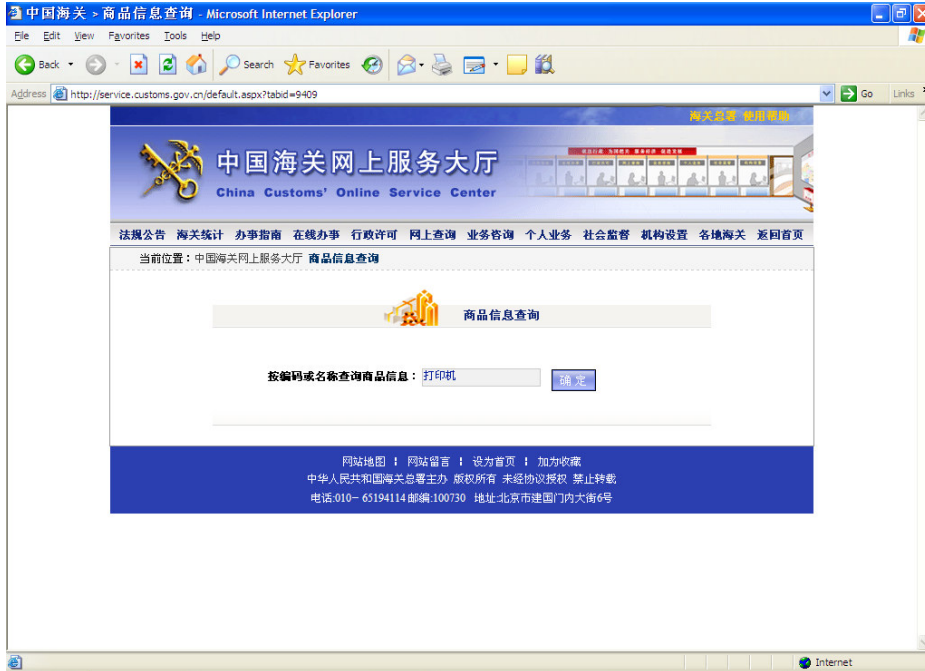 中国海关 > 商品信息查询 - Microsoft Internet Explorer
File Edit View Favorites Tools Help
Back Search Favorites
Address http://service.customs.gov.cn/default.aspx?tabid=9409 Go Links
海关总署 使用帮助
中国海关网上服务大厅
China Customs' Online Service Center
法规公告 海关统计 办事指南 在线办事 行政许可 网上查询 业务咨询 个人业务 社会监督 机构设置 各地海关 返回首页
当前位置：中国海关网上服务大厅 商品信息查询
商品信息查询
按编码或名称查询商品信息： 打印机 确 定
网站地图 ¦ 网站留言 ¦ 设为首页 ¦ 加为收藏
中华人民共和国海关总署主办 版权所有 未经协议授权 禁止转载
电话:010- 65194114 邮编:100730 地址:北京市建国门内大街6号
Internet